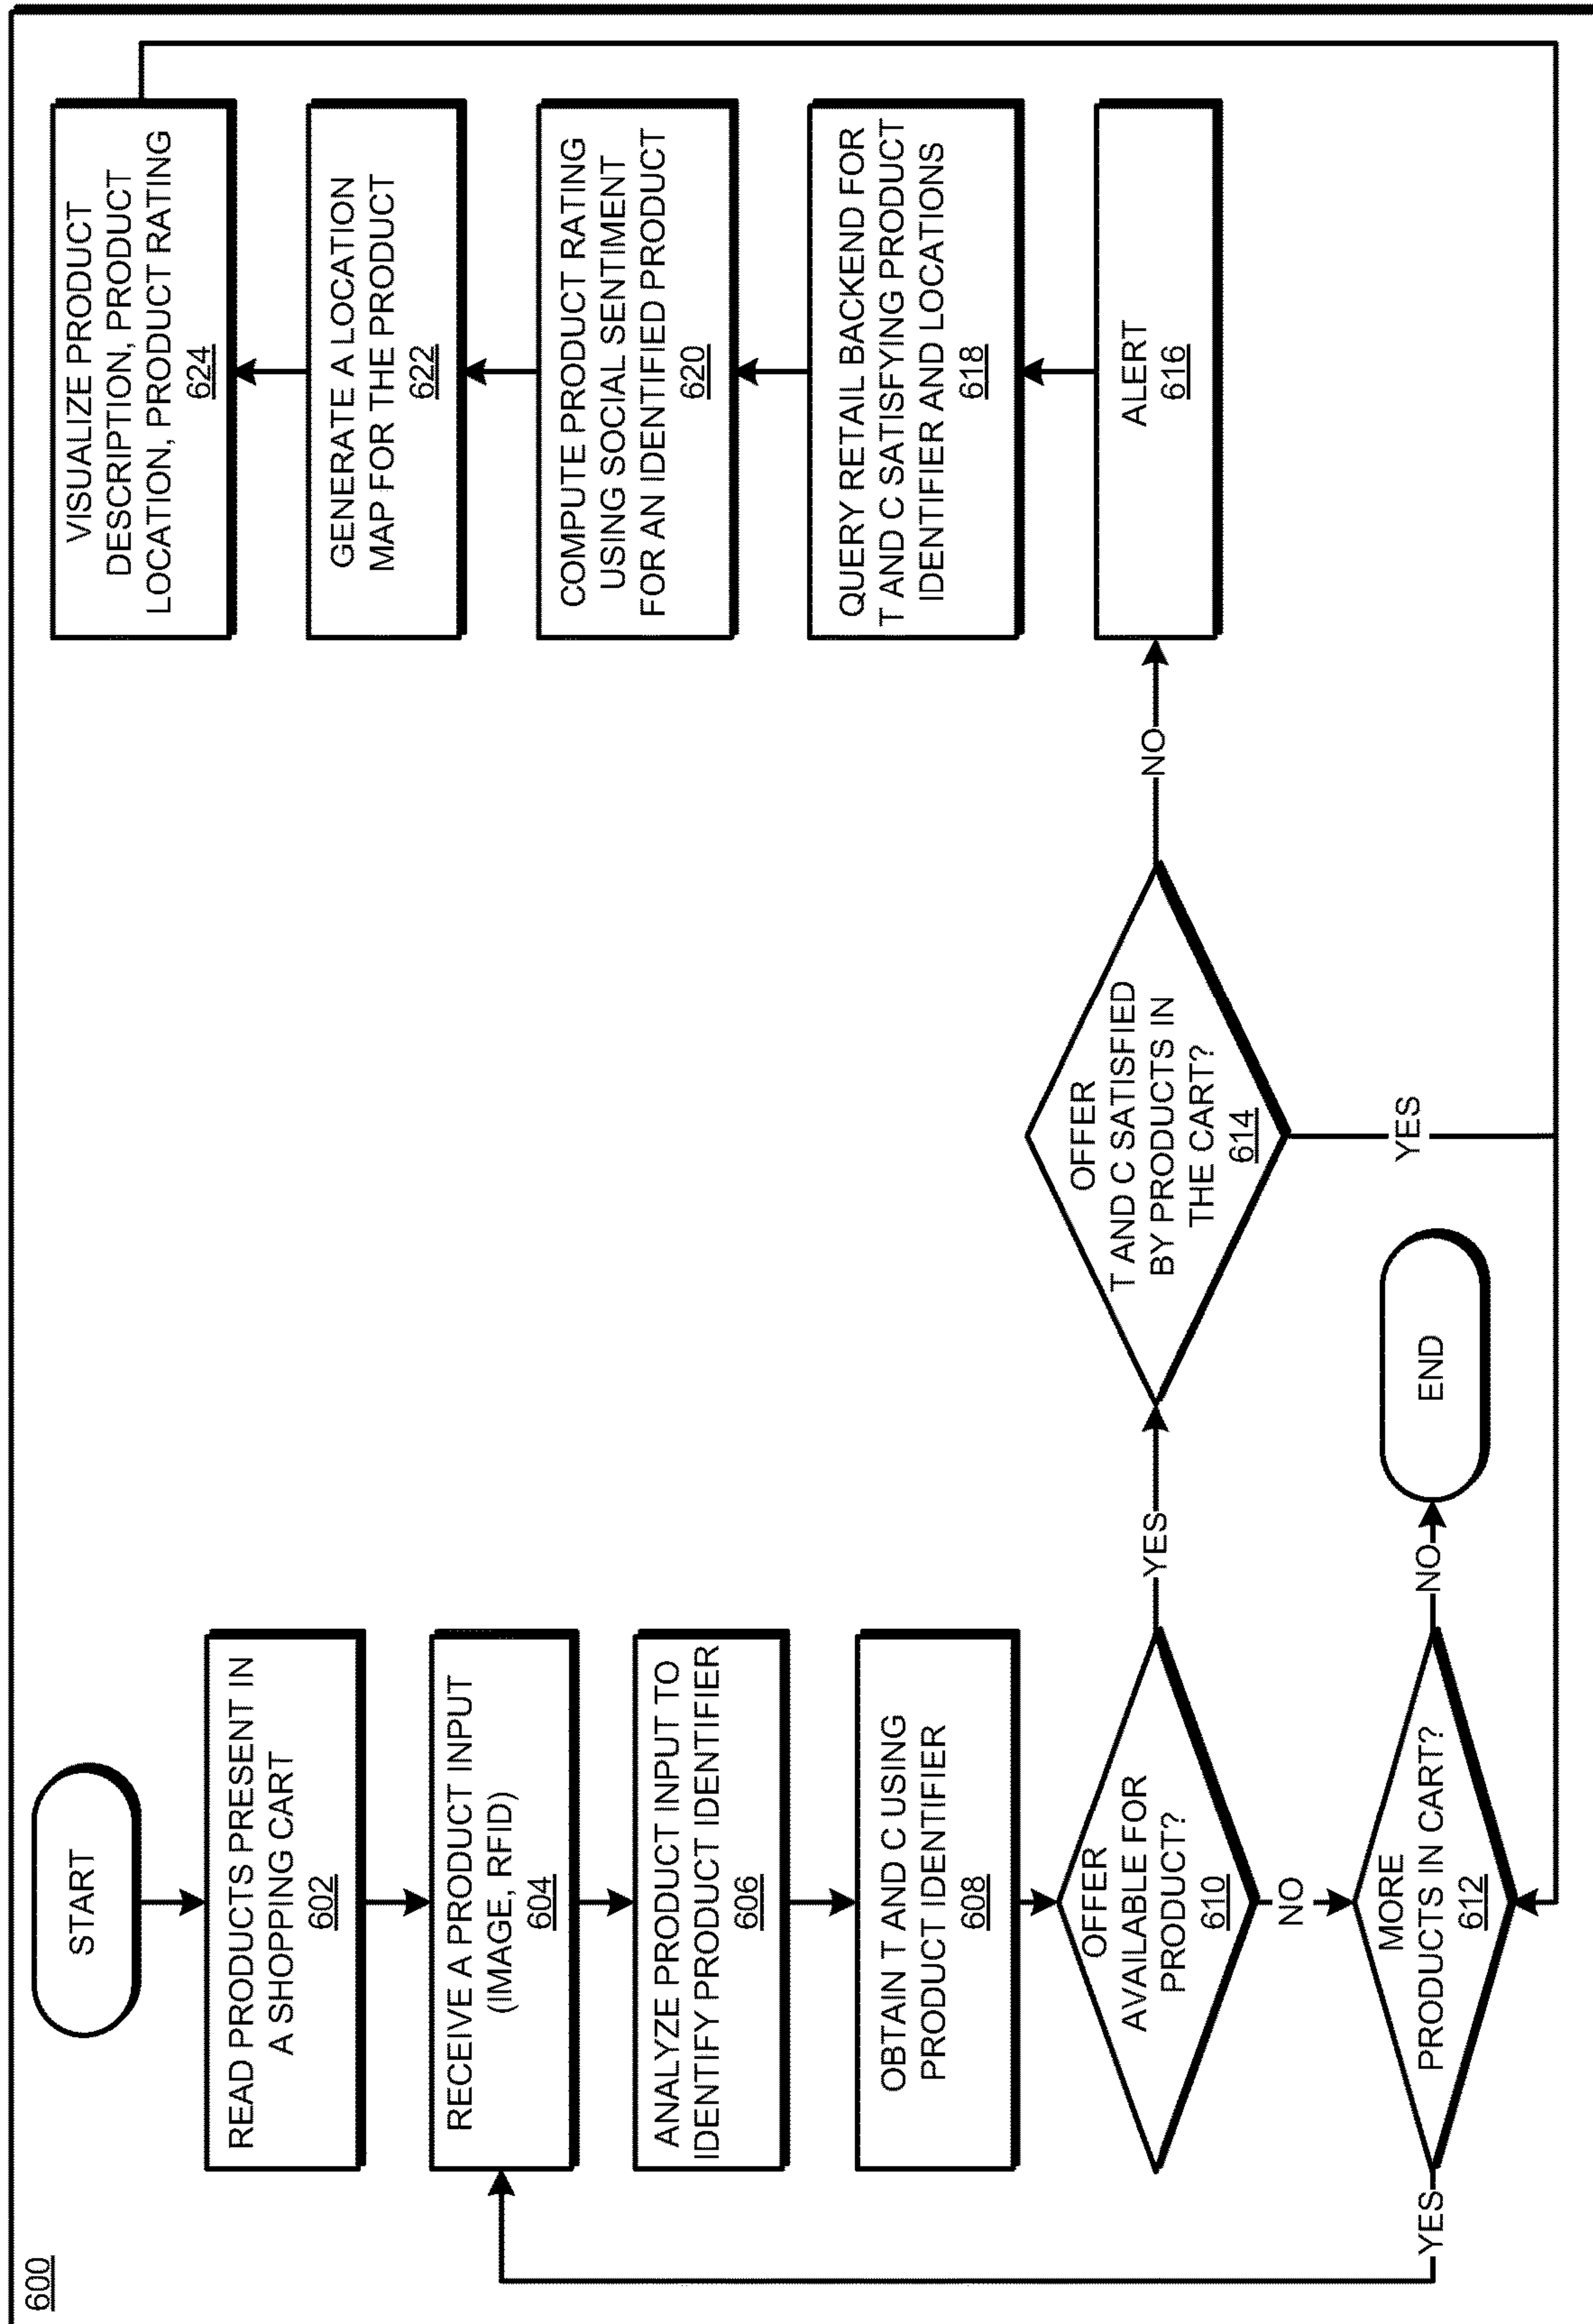 600
START
READ PRODUCTS PRESENT IN
A SHOPPING CART
602
RECEIVE A PRODUCT INPUT
(IMAGE, RFID)
604
ANALYZE PRODUCT INPUT TO
IDENTIFY PRODUCT IDENTIFIER
606
OBTAIN T AND C USING
PRODUCT IDENTIFIER
608
OFFER
AVAILABLE FOR
PRODUCT?
610
NO
YES
MORE
PRODUCTS IN CART?
612
YES
NO
END
OFFER
T AND C SATISFIED
BY PRODUCTS IN
THE CART?
614
YES
NO
ALERT
616
QUERY RETAIL BACKEND FOR
T AND C SATISFYING PRODUCT
IDENTIFIER AND LOCATIONS
618
COMPUTE PRODUCT RATING
USING SOCIAL SENTIMENT
FOR AN IDENTIFIED PRODUCT
620
GENERATE A LOCATION
MAP FOR THE PRODUCT
622
VISUALIZE PRODUCT
DESCRIPTION, PRODUCT
LOCATION, PRODUCT RATING
624